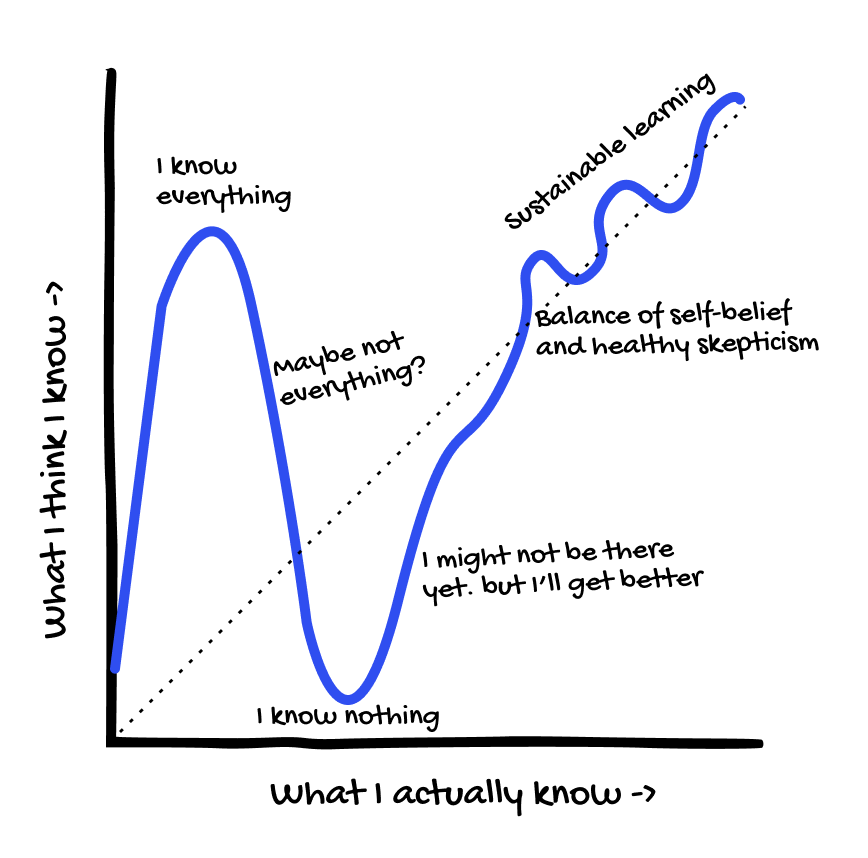 Sustainable learning
I know
everything
Balance of self-belief
and healthy skepticism
Maybe not
everything?
What I think I know ->
I might not be there
yet. but I'll get better
I know nothing
What I actually know ->